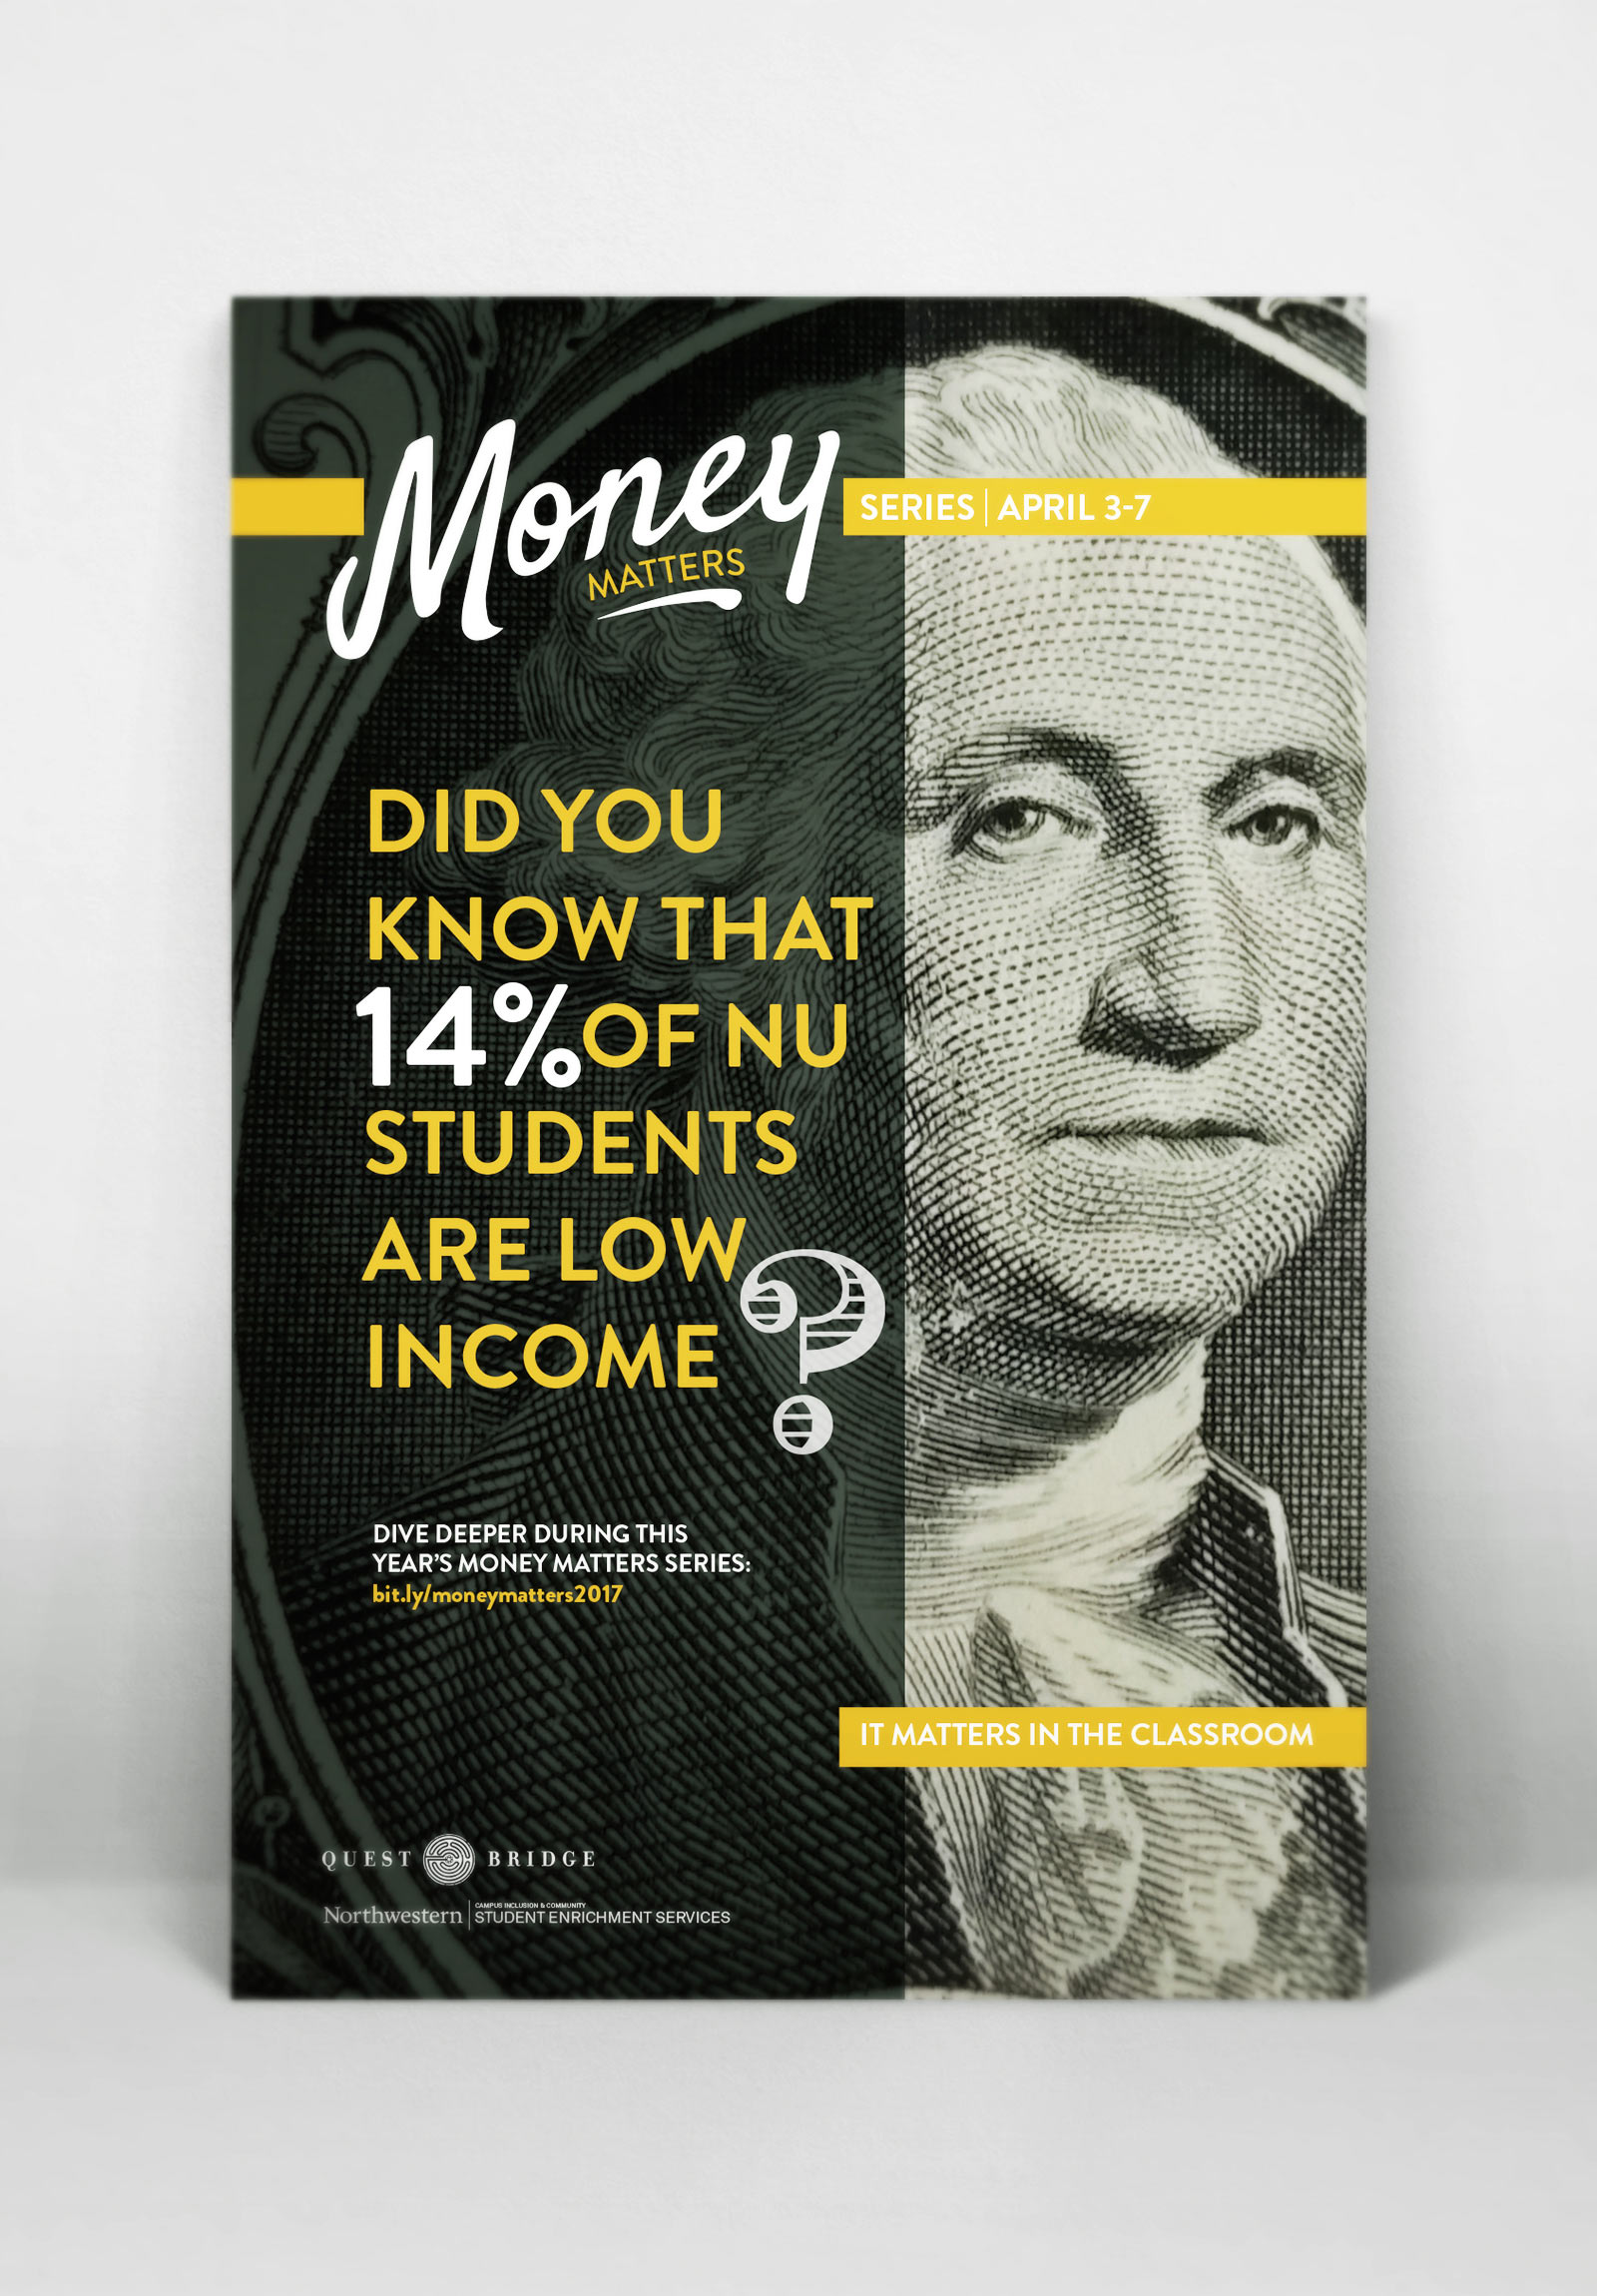 Money
MATTERS
SERIES | APRIL 3-7
DID YOU
KNOW THAT
14% OF NU
STUDENTS
ARE LOW
INCOME?
DIVE DEEPER DURING THIS
YEAR'S MONEY MATTERS SERIES:
bit.ly/moneymatters2017
IT MATTERS IN THE CLASSROOM
QUEST BRIDGE
Northwestern | CAMPUS INCLUSION & COMMUNITY
STUDENT ENRICHMENT SERVICES